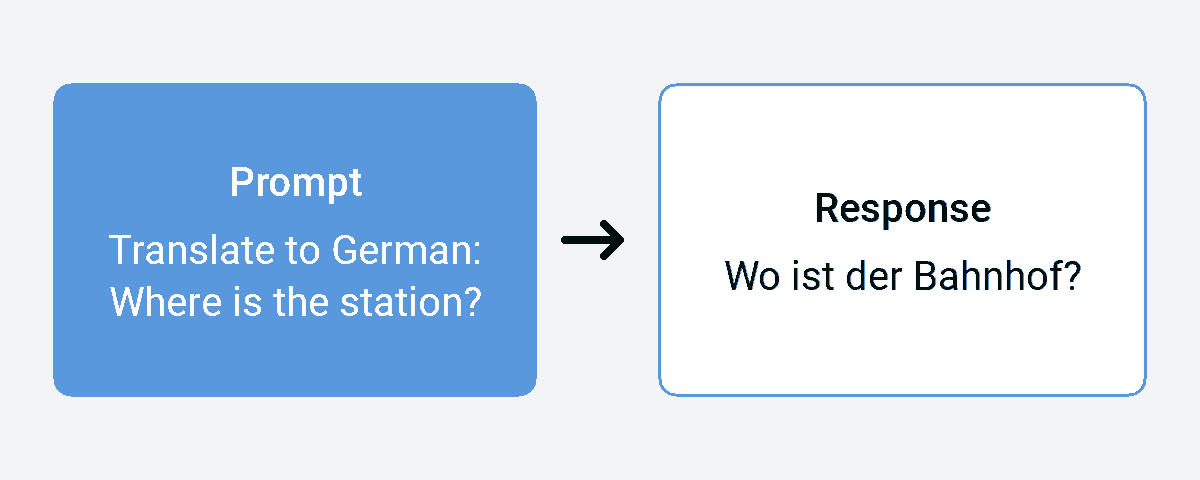 Prompt
Translate to German:
Where is the station?
Response
Wo ist der Bahnhof?